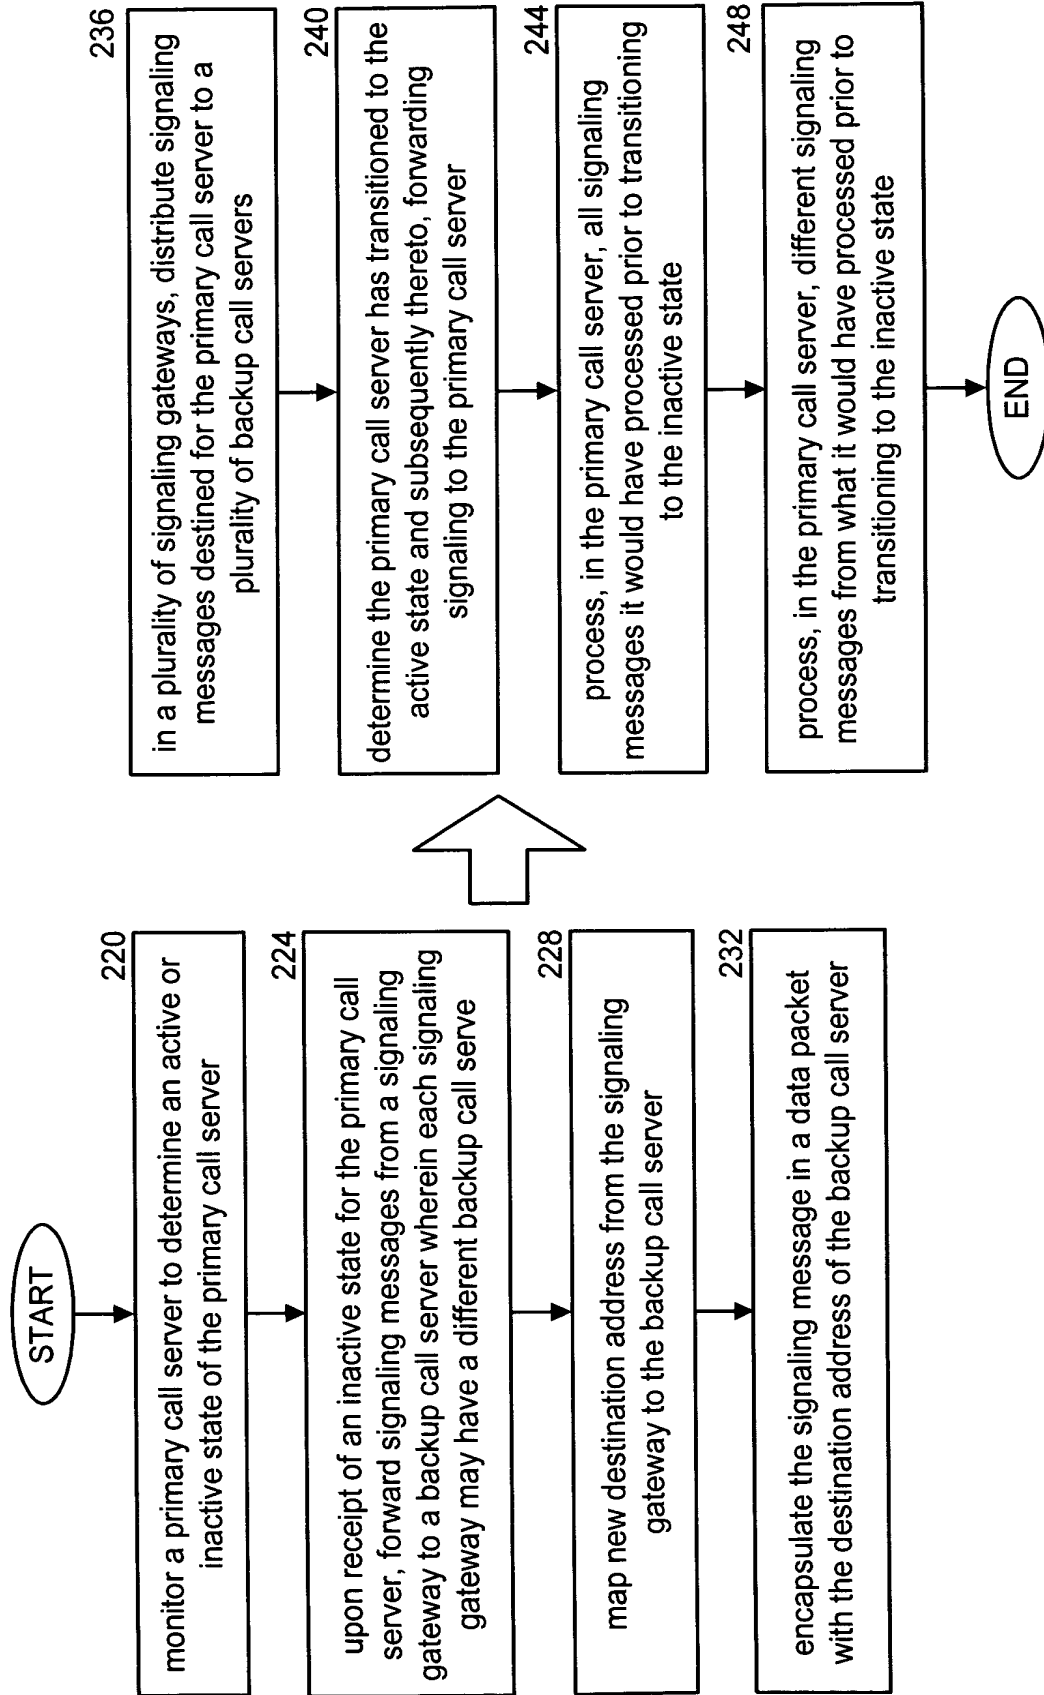 START
220
monitor a primary call server to determine an active or
inactive state of the primary call server
224
upon receipt of an inactive state for the primary call
server, forward signaling messages from a signaling
gateway to a backup call server wherein each signaling
gateway may have a different backup call serve
228
map new destination address from the signaling
gateway to the backup call server
232
encapsulate the signaling message in a data packet
with the destination address of the backup call server
236
in a plurality of signaling gateways, distribute signaling
messages destined for the primary call server to a
plurality of backup call servers
240
determine the primary call server has transitioned to the
active state and subsequently thereto, forwarding
signaling to the primary call server
244
process, in the primary call server, all signaling
messages it would have processed prior to transitioning
to the inactive state
248
process, in the primary call server, different signaling
messages from what it would have processed prior to
transitioning to the inactive state
END